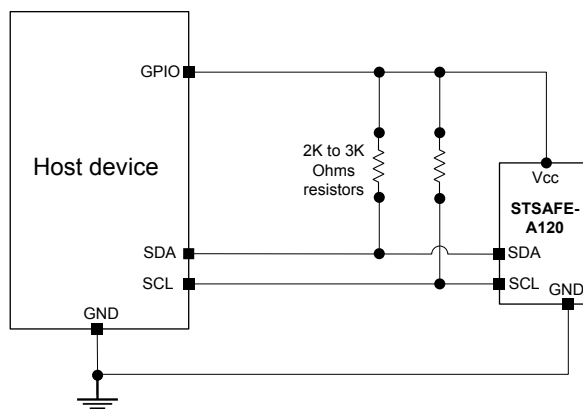 GPIO
Host device
2K to 3K
Ohms
resistors
Vcc
STSAFE-
A120
SDA
SDA
SCL
SCL
GND
GND